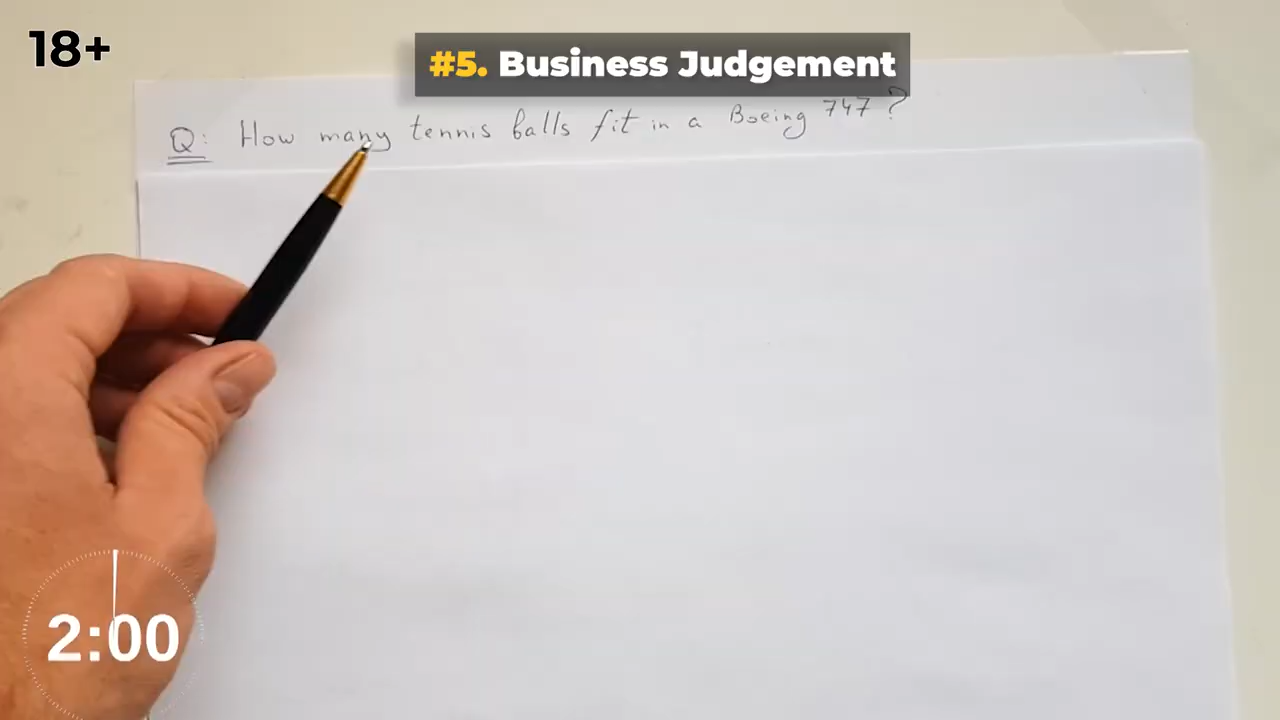 18+
#5. Business Judgement
Q: How many tennis balls fit in a Boeing 747?
2:00